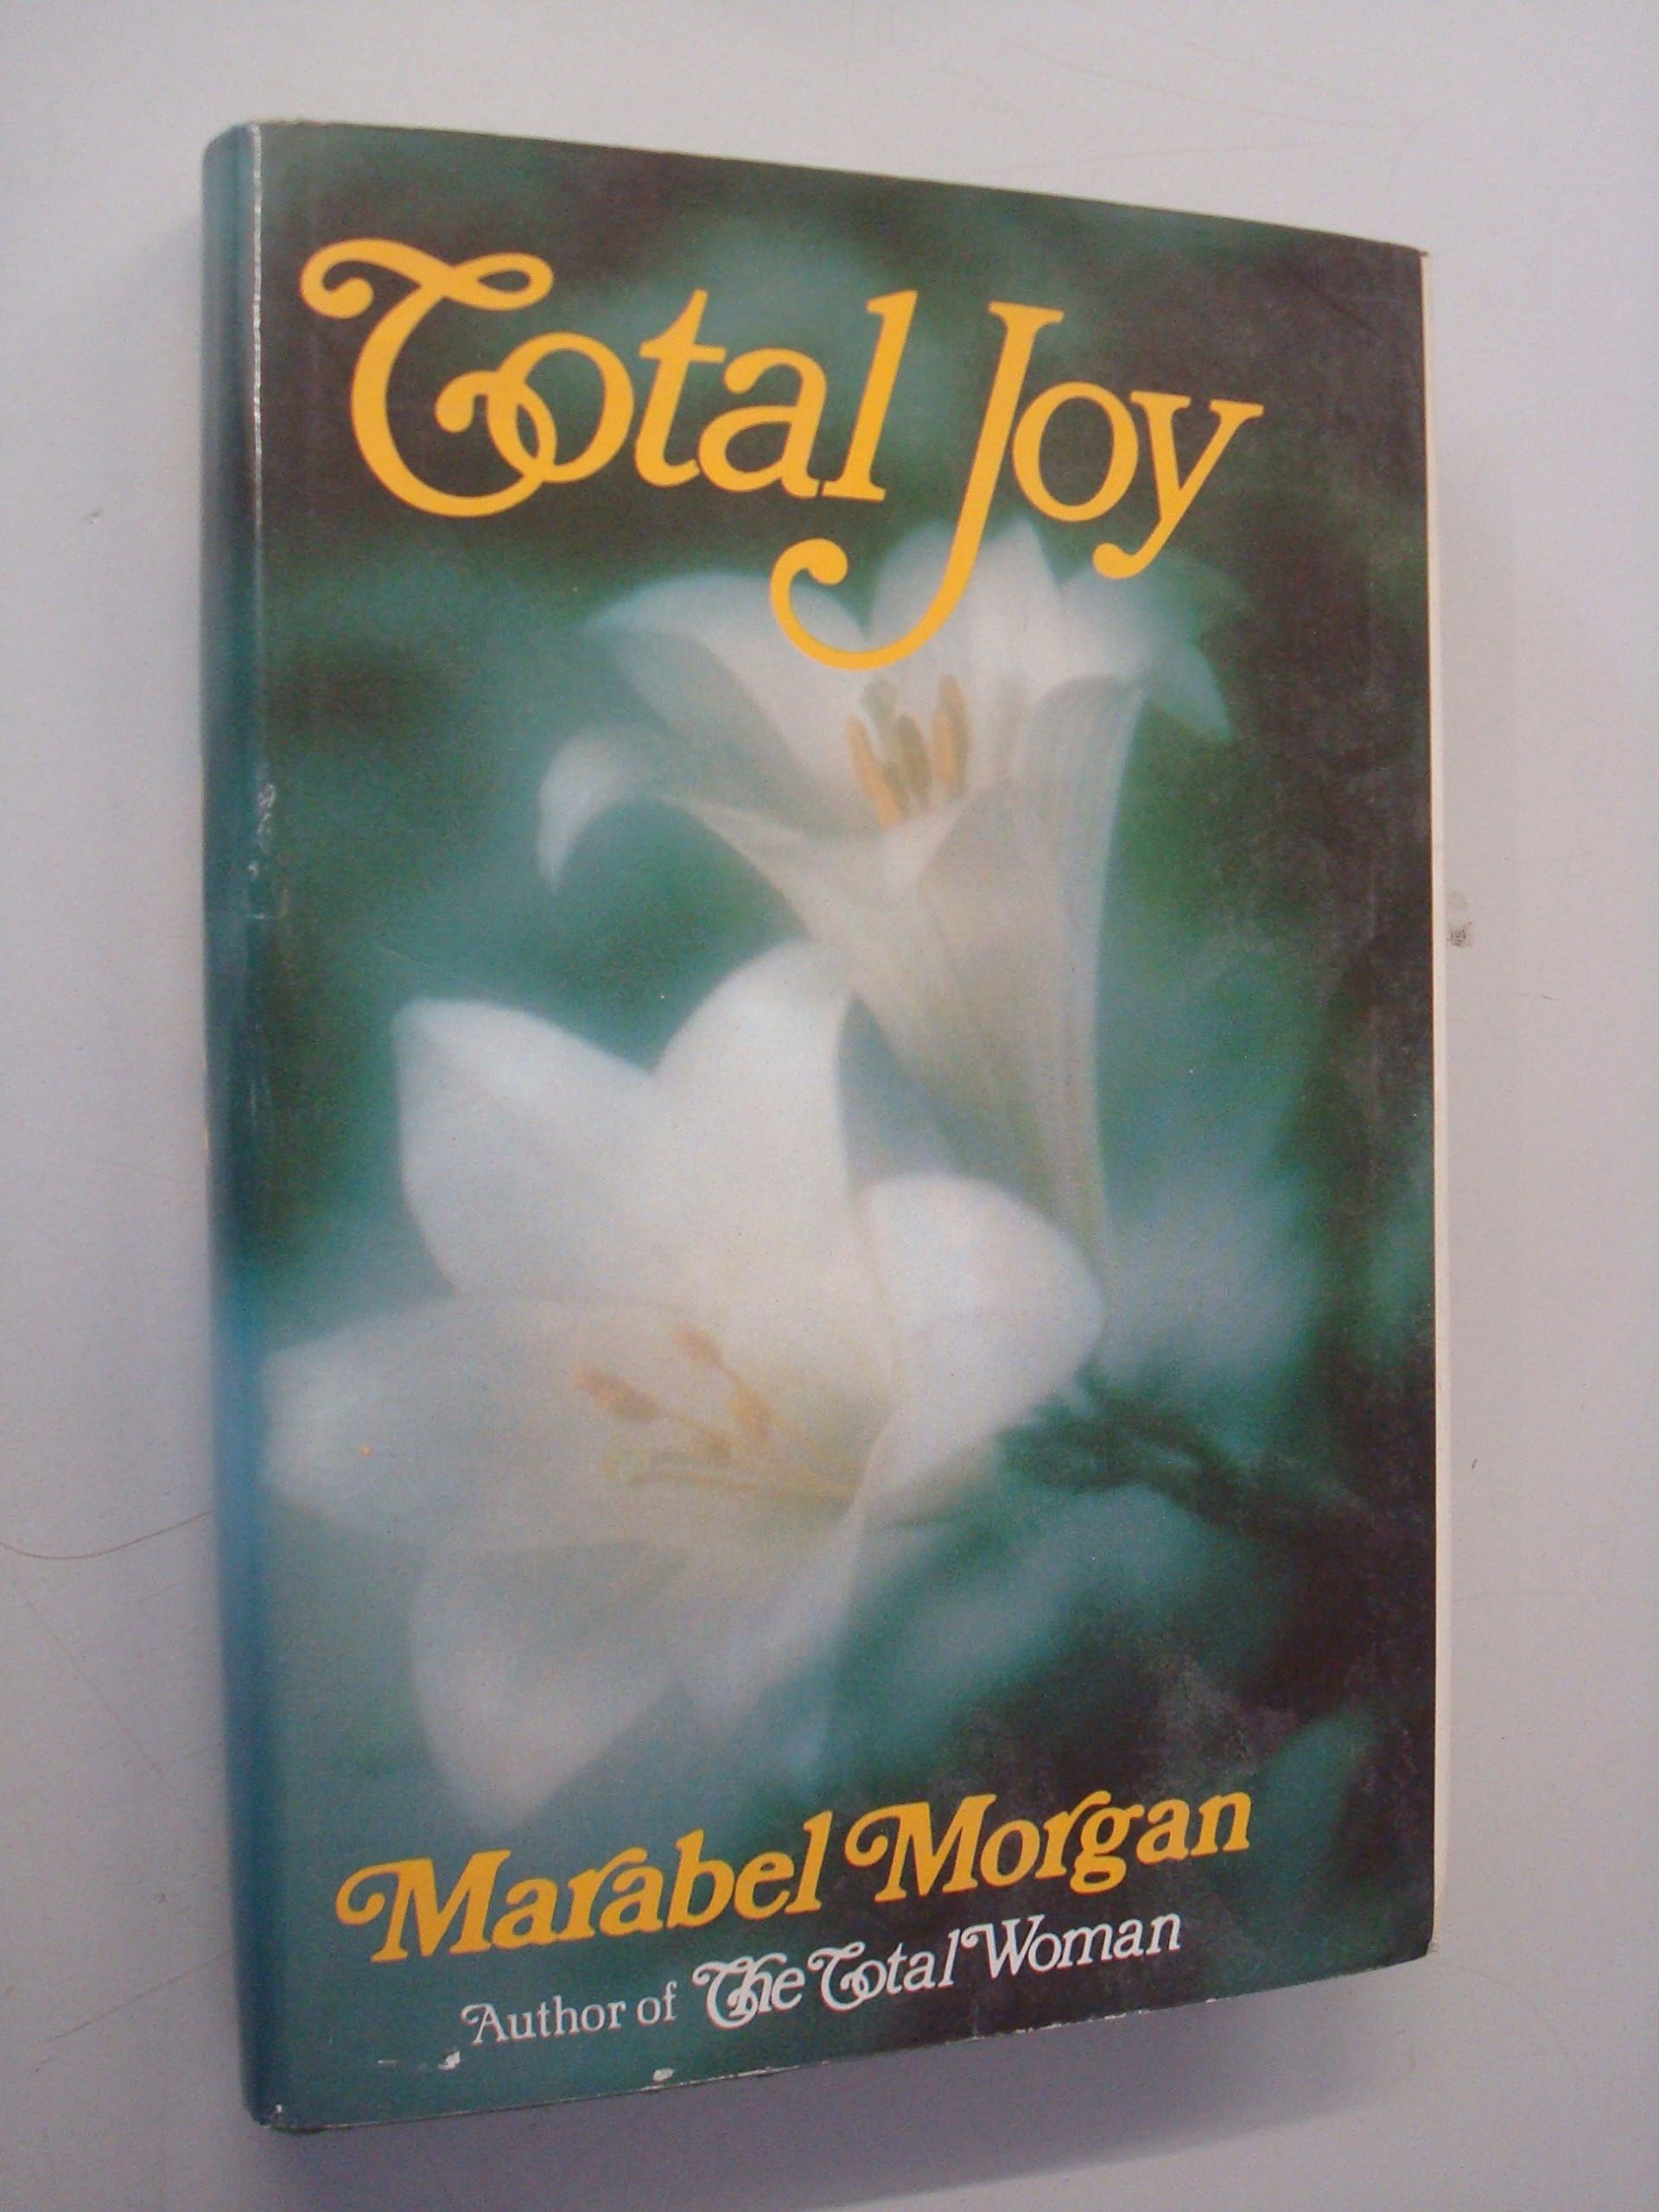 Total Joy
Marabel Morgan
Author of The Total Woman